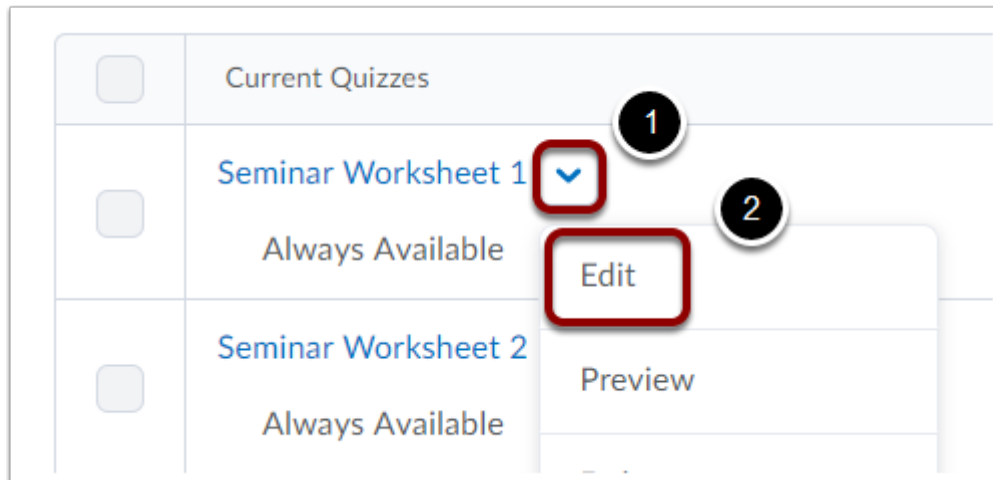 Current Quizzes
1
Seminar Worksheet 1
2
Always Available
Edit
Seminar Worksheet 2
Preview
Always Available